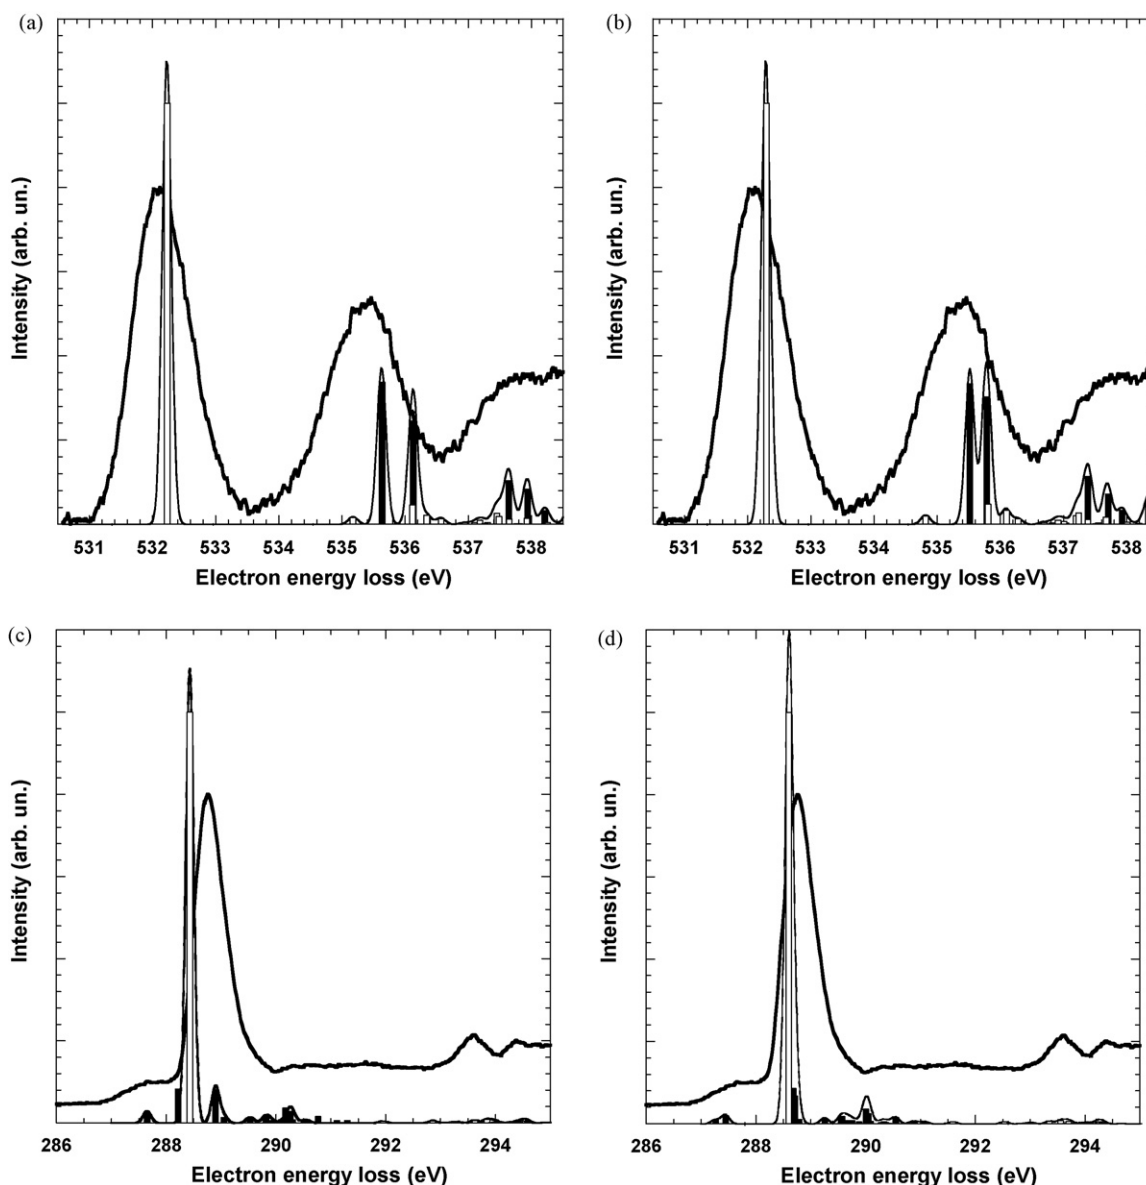 (a)
(b)
Intensity (arb. un.)
Intensity (arb. un.)
531 532 533 534 535 536 537 538
531 532 533 534 535 536 537 538
Electron energy loss (eV)
Electron energy loss (eV)
(c)
(d)
Intensity (arb. un.)
Intensity (arb. un.)
286 288 290 292 294
286 288 290 292 294
Electron energy loss (eV)
Electron energy loss (eV)